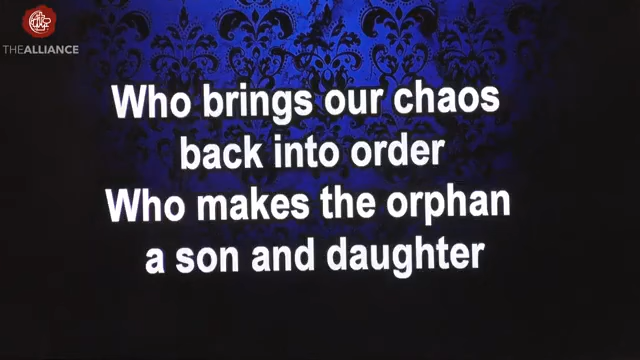 THEALLIANCE
Who brings our chaos
back into order
Who makes the orphan
a son and daughter